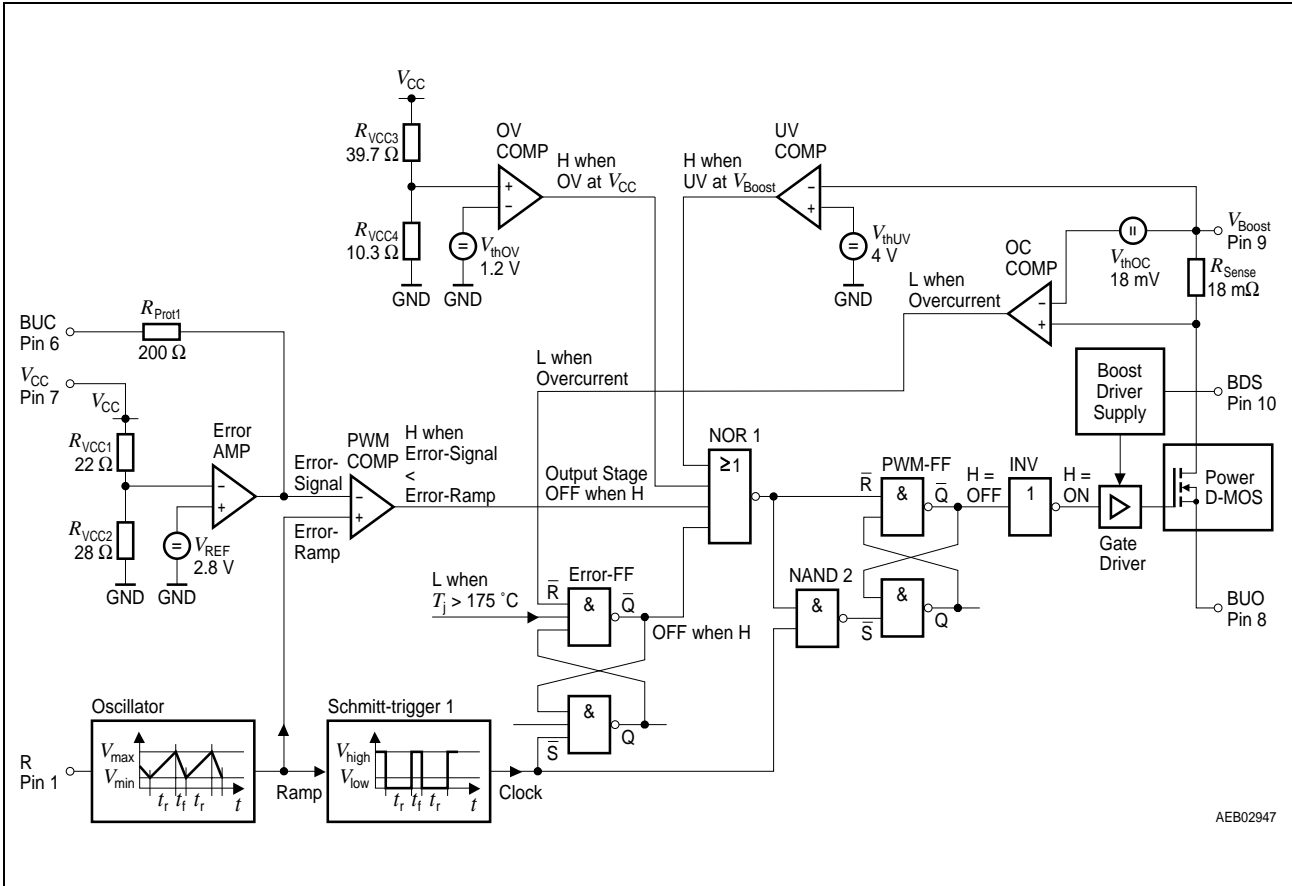 V_CC
R_VCC3
39.7 Ω
OV
COMP
H when
OV at V_CC
R_VCC4
10.3 Ω
V_thOV
1.2 V
GND
GND
UV
COMP
H when
UV at V_Boost
V_thUV
4 V
GND
V_Boost
Pin 9
V_thOC
18 mV
R_Sense
18 mΩ
OC
COMP
L when
Overcurrent
BUC
Pin 6
R_Prot1
200 Ω
L when
Overcurrent
V_CC
Pin 7
V_CC
R_VCC1
22 Ω
Error
AMP
R_VCC2
28 Ω
V_REF
2.8 V
GND
GND
Error-
Signal
PWM
COMP
H when
Error-Signal
<
Error-Ramp
Error-
Ramp
Output Stage
OFF when H
NOR 1
≥1
PWM-FF
R̅
&
Q̅
H =
OFF
INV
1
H =
ON
Gate
Driver
Boost
Driver
Supply
BDS
Pin 10
Power
D-MOS
BUO
Pin 8
L when
T_j > 175 ˚C
Error-FF
R̅
&
Q̅
OFF when H
&
S̅
Q
NAND 2
&
S̅
&
Q
R
Pin 1
Oscillator
V_max
V_min
t_r t_f t_r t
Ramp
Schmitt-trigger 1
V_high
V_low
t_r t_f t_r t
Clock
AEB02947